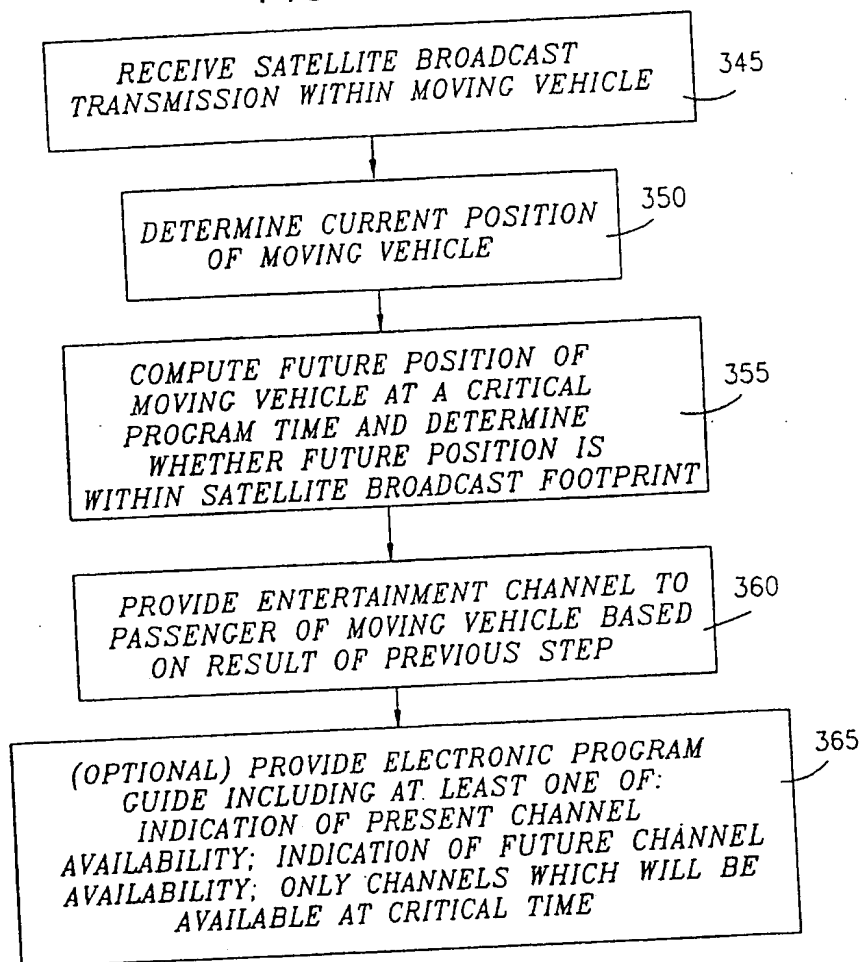 RECEIVE SATELLITE BROADCAST
TRANSMISSION WITHIN MOVING VEHICLE
345
DETERMINE CURRENT POSITION
OF MOVING VEHICLE
350
COMPUTE FUTURE POSITION OF
MOVING VEHICLE AT A CRITICAL
PROGRAM TIME AND DETERMINE
WHETHER FUTURE POSITION IS
WITHIN SATELLITE BROADCAST FOOTPRINT
355
PROVIDE ENTERTAINMENT CHANNEL TO
PASSENGER OF MOVING VEHICLE BASED
ON RESULT OF PREVIOUS STEP
360
(OPTIONAL) PROVIDE ELECTRONIC PROGRAM
GUIDE INCLUDING AT LEAST ONE OF:
INDICATION OF PRESENT CHANNEL
AVAILABILITY; INDICATION OF FUTURE CHANNEL
AVAILABILITY; ONLY CHANNELS WHICH WILL BE
AVAILABLE AT CRITICAL TIME
365